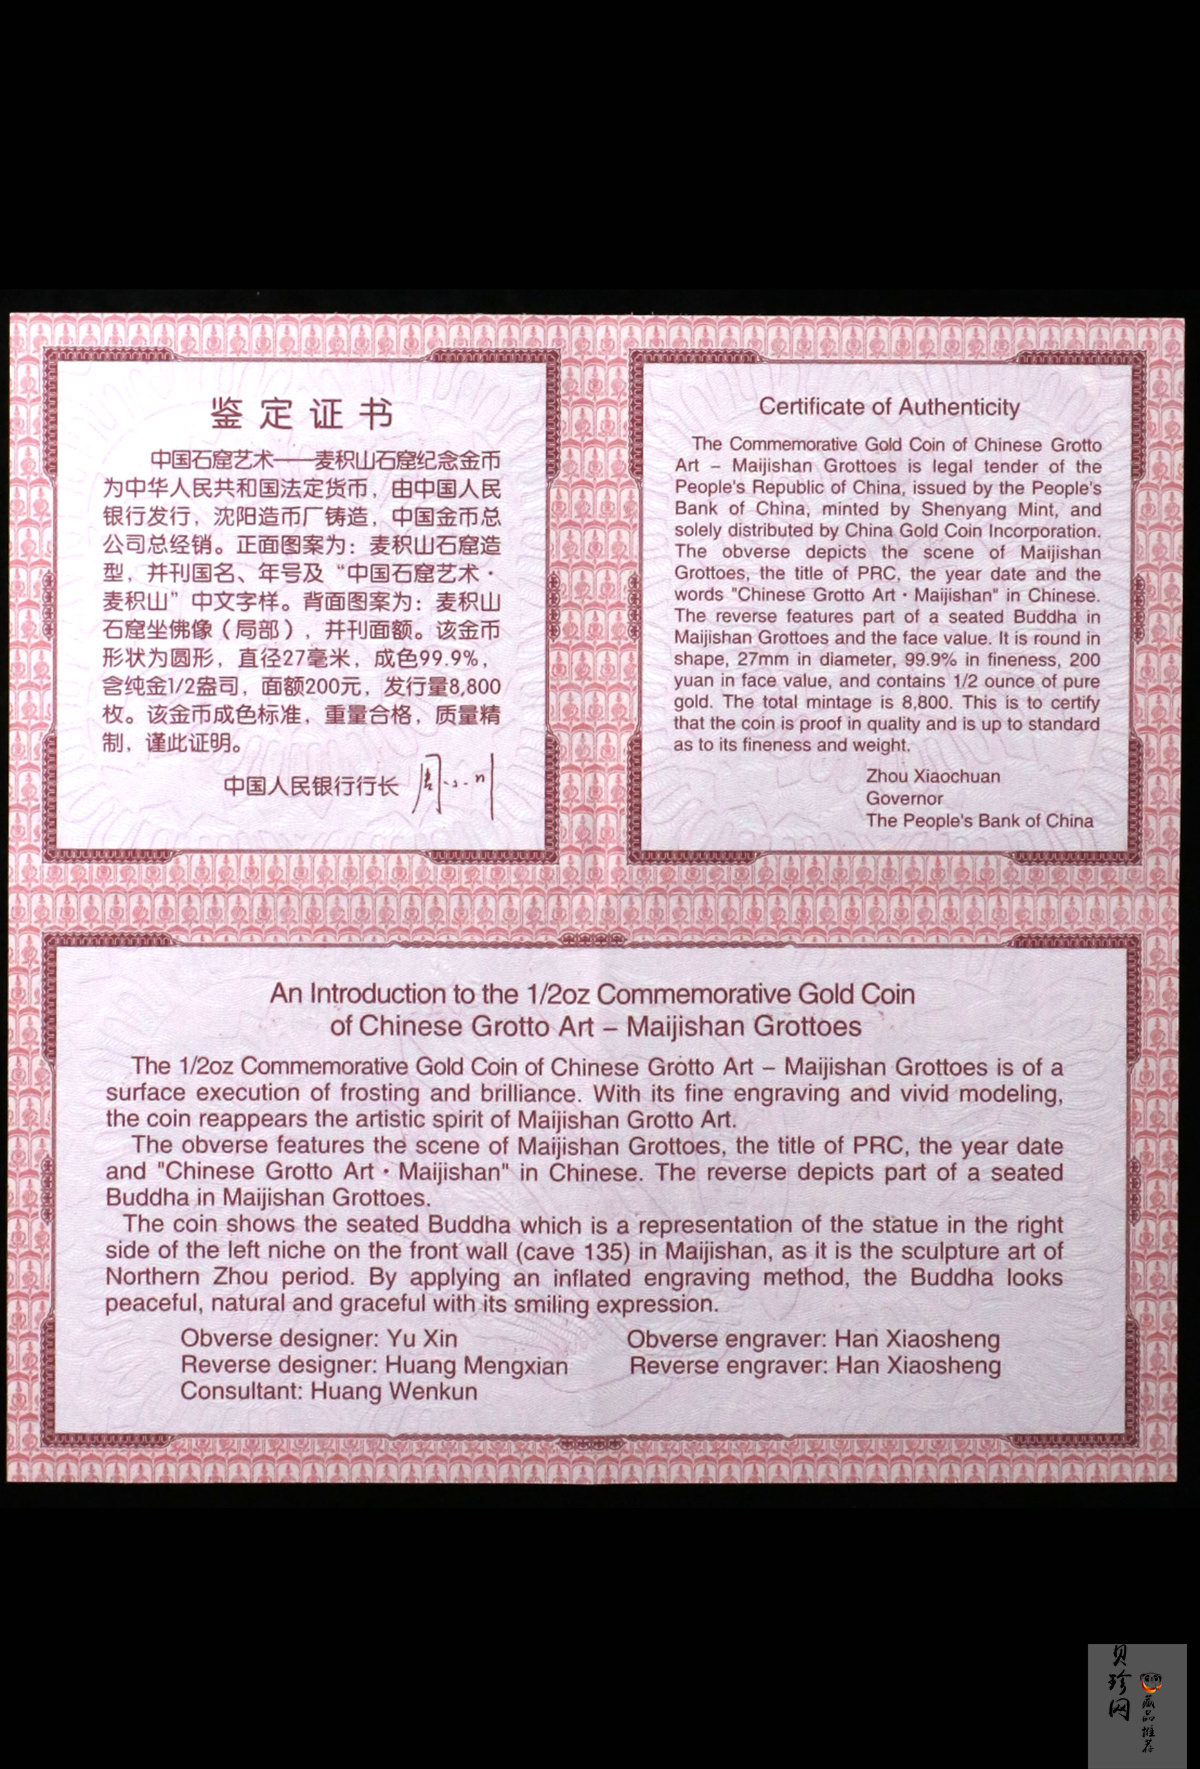 鉴定证书
中国石窟艺术——麦积山石窟纪念金币
为中华人民共和国法定货币，由中国人民
银行发行，沈阳造币厂铸造，中国金币总
公司总经销。正面图案为：麦积山石窟造
型，并刊国名、年号及“中国石窟艺术·
麦积山”中文字样。背面图案为：麦积山
石窟坐佛像（局部），并刊面额。该金币
形状为圆形，直径27毫米，成色99.9%，
含纯金1/2盎司，面额200元，发行量8,800
枚。该金币成色标准，重量合格，质量精
制，谨此证明。
中国人民银行行长 周小川
Certificate of Authenticity
The Commemorative Gold Coin of Chinese Grotto
Art – Maijishan Grottoes is legal tender of the
People's Republic of China, issued by the People's
Bank of China, minted by Shenyang Mint, and
solely distributed by China Gold Coin Incorporation.
The obverse depicts the scene of Maijishan
Grottoes, the title of PRC, the year date and the
words "Chinese Grotto Art · Maijishan" in Chinese.
The reverse features part of a seated Buddha in
Maijishan Grottoes and the face value. It is round in
shape, 27mm in diameter, 99.9% in fineness, 200
yuan in face value, and contains 1/2 ounce of pure
gold. The total mintage is 8,800. This is to certify
that the coin is proof in quality and is up to standard
as to its fineness and weight.
Zhou Xiaochuan
Governor
The People's Bank of China
An Introduction to the 1/2oz Commemorative Gold Coin
of Chinese Grotto Art – Maijishan Grottoes
The 1/2oz Commemorative Gold Coin of Chinese Grotto Art – Maijishan Grottoes is of a
surface execution of frosting and brilliance. With its fine engraving and vivid modeling,
the coin reappears the artistic spirit of Maijishan Grotto Art.
The obverse features the scene of Maijishan Grottoes, the title of PRC, the year date
and "Chinese Grotto Art · Maijishan" in Chinese. The reverse depicts part of a seated
Buddha in Maijishan Grottoes.
The coin shows the seated Buddha which is a representation of the statue in the right
side of the left niche on the front wall (cave 135) in Maijishan, as it is the sculpture art of
Northern Zhou period. By applying an inflated engraving method, the Buddha looks
peaceful, natural and graceful with its smiling expression.
Obverse designer: Yu Xin Obverse engraver: Han Xiaosheng
Reverse designer: Huang Mengxian Reverse engraver: Han Xiaosheng
Consultant: Huang Wenkun
贝珍网
藏品推荐